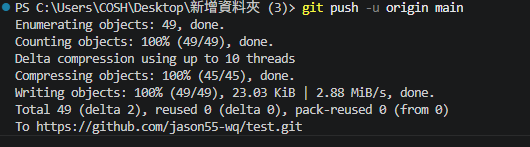 PS C:\Users\COSH\Desktop\新增資料夾 (3)> git push -u origin main
Enumerating objects: 49, done.
Counting objects: 100% (49/49), done.
Delta compression using up to 10 threads
Compressing objects: 100% (45/45), done.
Writing objects: 100% (49/49), 23.03 KiB | 2.88 MiB/s, done.
Total 49 (delta 2), reused 0 (delta 0), pack-reused 0 (from 0)
To https://github.com/jason55-wq/test.git